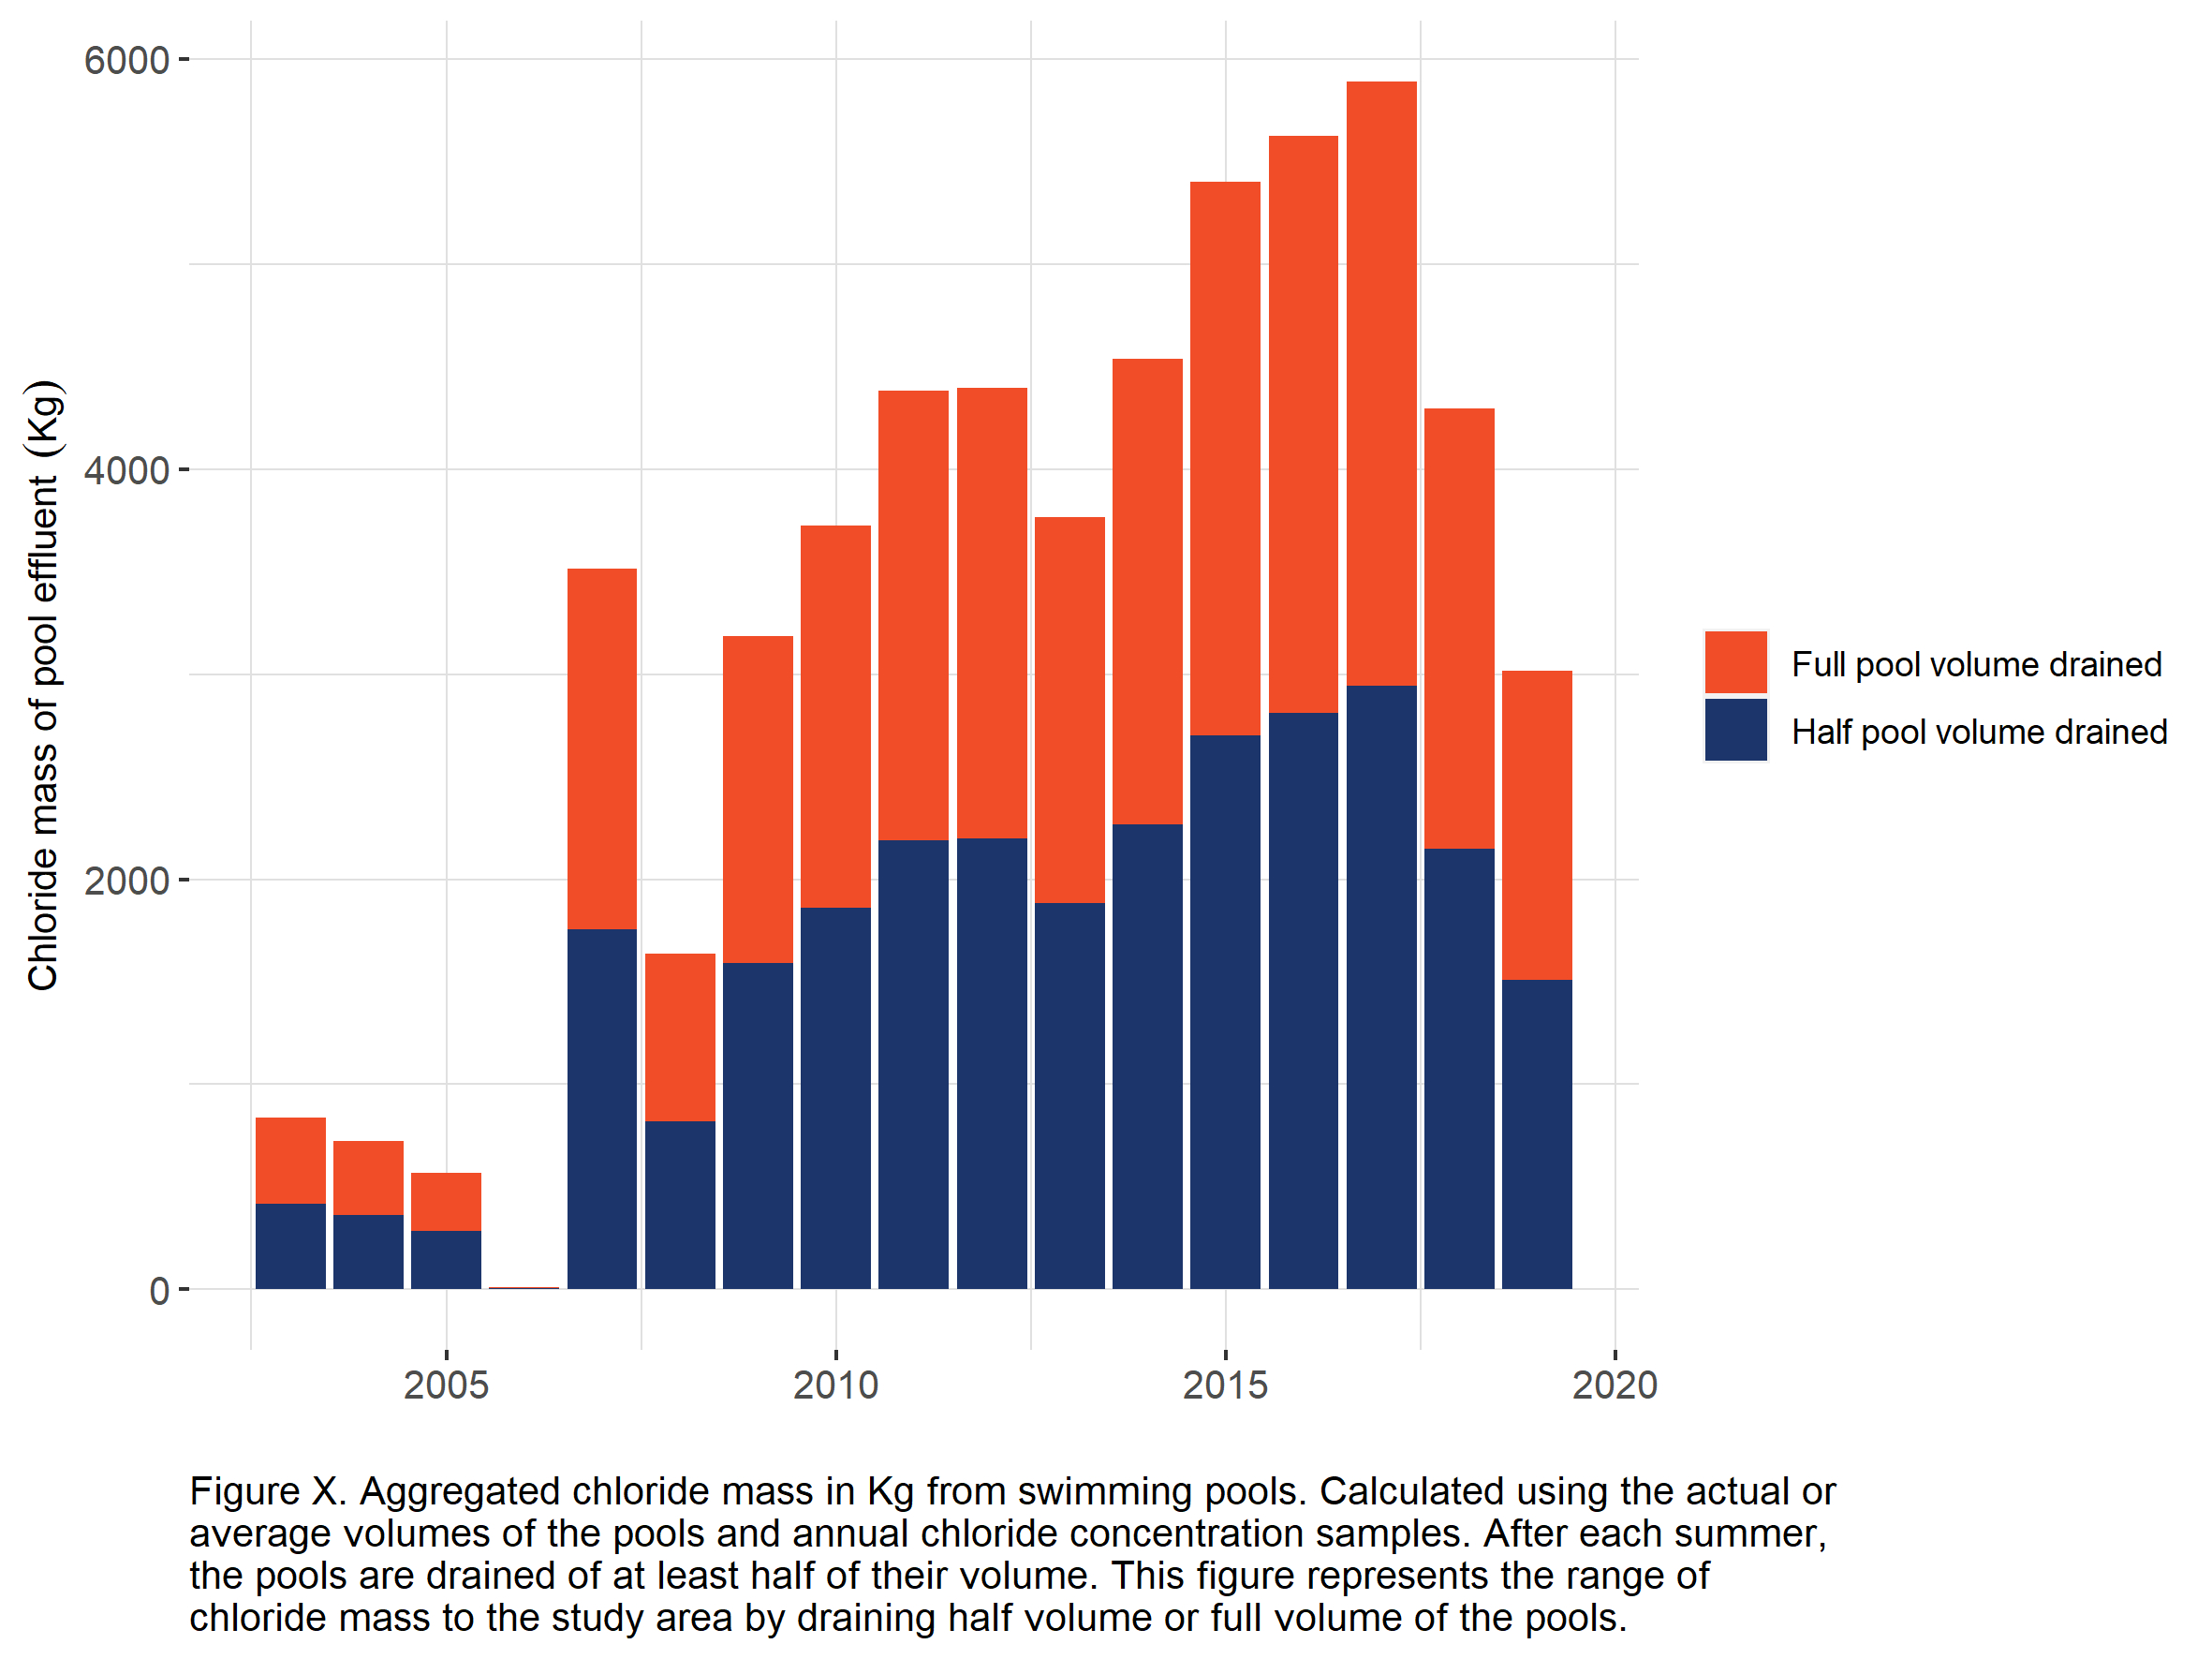 6000
4000
2000
0
Chloride mass of pool effluent (Kg)
2005 2010 2015 2020
Full pool volume drained
Half pool volume drained
Figure X. Aggregated chloride mass in Kg from swimming pools. Calculated using the actual or
average volumes of the pools and annual chloride concentration samples. After each summer,
the pools are drained of at least half of their volume. This figure represents the range of
chloride mass to the study area by draining half volume or full volume of the pools.